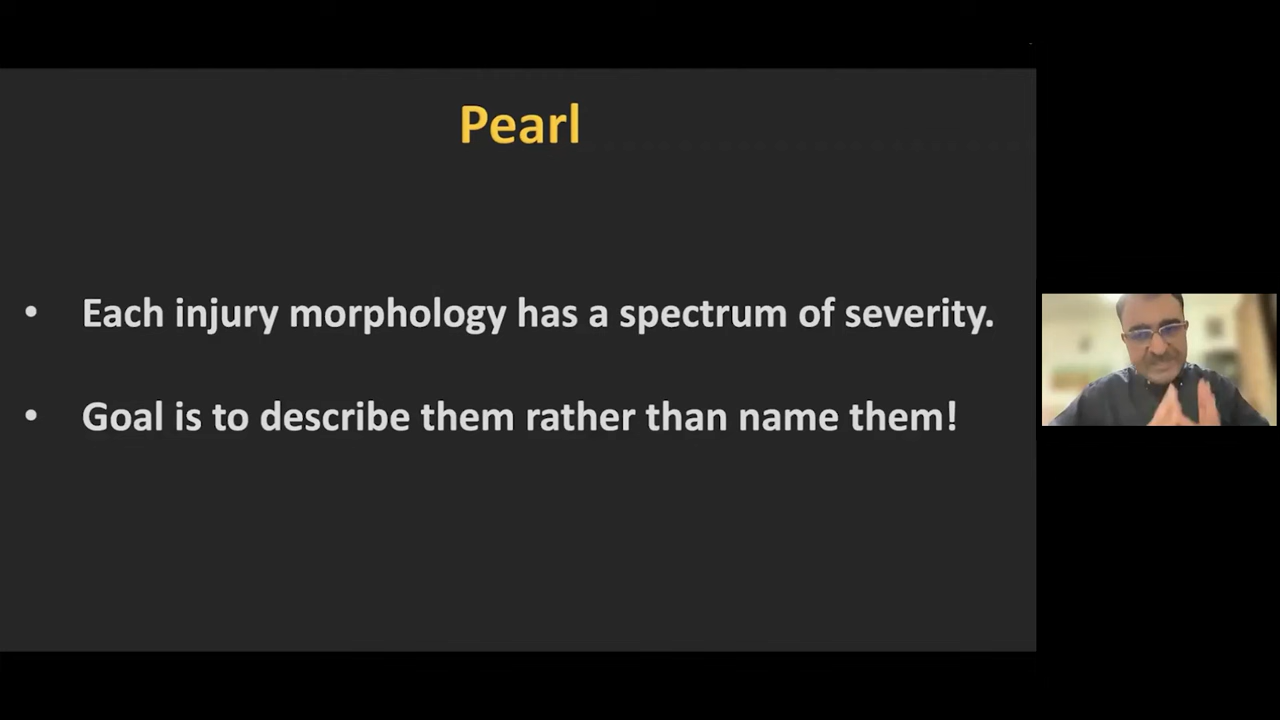 Pearl
• Each injury morphology has a spectrum of severity.
• Goal is to describe them rather than name them!